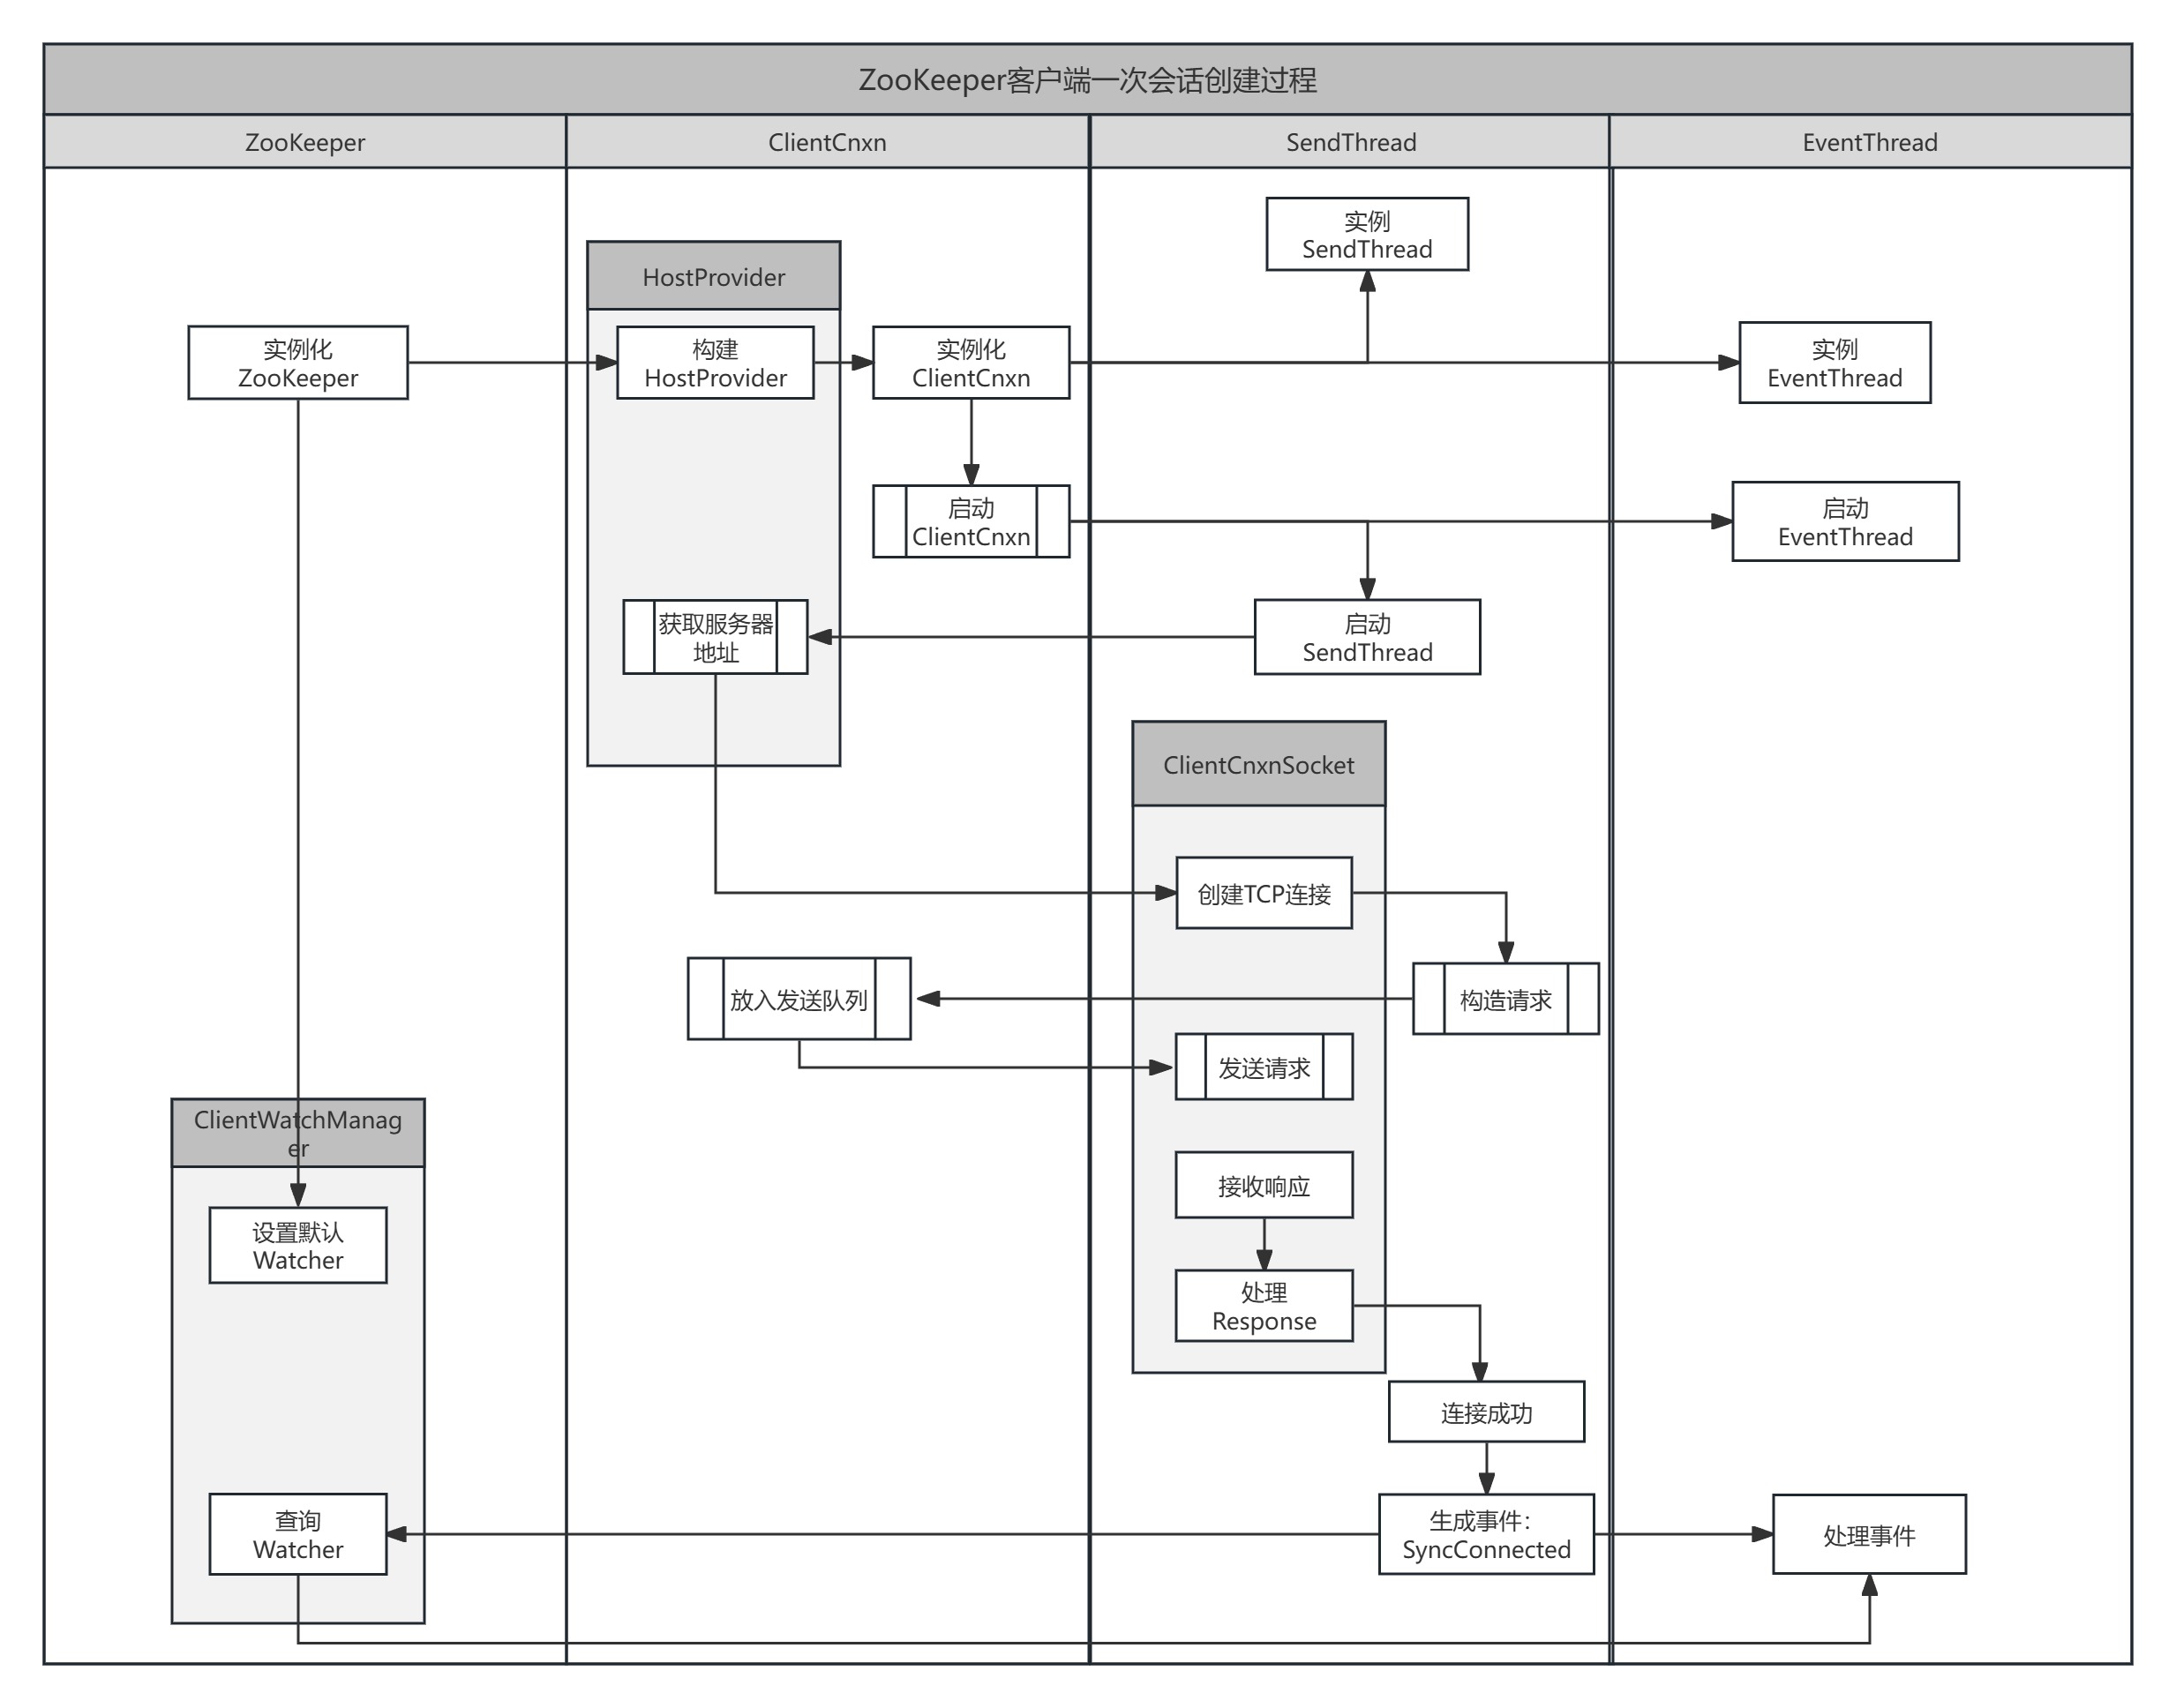 ZooKeeper客户端一次会话创建过程
ZooKeeper
ClientCnxn
SendThread
EventThread
实例
SendThread
HostProvider
实例化
ZooKeeper
构建
HostProvider
实例化
ClientCnxn
实例
EventThread
启动
ClientCnxn
启动
EventThread
获取服务器
地址
启动
SendThread
ClientCnxnSocket
创建TCP连接
放入发送队列
构造请求
发送请求
ClientWatchManag
er
接收响应
设置默认
Watcher
处理
Response
连接成功
查询
Watcher
生成事件：
SyncConnected
处理事件